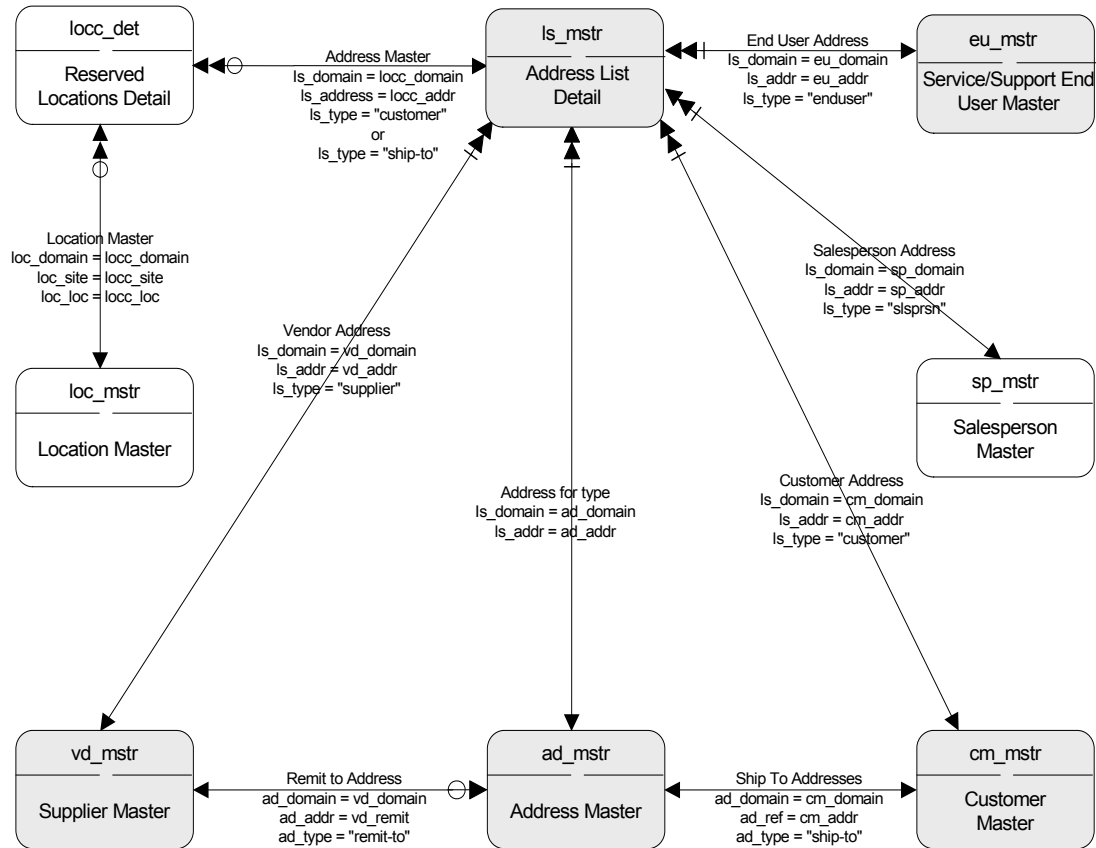 locc_det
Reserved
Locations Detail
Address Master
ls_domain = locc_domain
ls_address = locc_addr
ls_type = "customer"
or
ls_type = "ship-to"
ls_mstr
Address List
Detail
End User Address
ls_domain = eu_domain
ls_addr = eu_addr
ls_type = "enduser"
eu_mstr
Service/Support End
User Master
Location Master
loc_domain = locc_domain
loc_site = locc_site
loc_loc = locc_loc
Salesperson Address
ls_domain = sp_domain
ls_addr = sp_addr
ls_type = "slsprsn"
Vendor Address
ls_domain = vd_domain
ls_addr = vd_addr
ls_type = "supplier"
loc_mstr
Location Master
sp_mstr
Salesperson
Master
Address for type
ls_domain = ad_domain
ls_addr = ad_addr
Customer Address
ls_domain = cm_domain
ls_addr = cm_addr
ls_type = "customer"
vd_mstr
Supplier Master
Remit to Address
ad_domain = vd_domain
ad_addr = vd_remit
ad_type = "remit-to"
ad_mstr
Address Master
Ship To Addresses
ad_domain = cm_domain
ad_ref = cm_addr
ad_type = "ship-to"
cm_mstr
Customer
Master